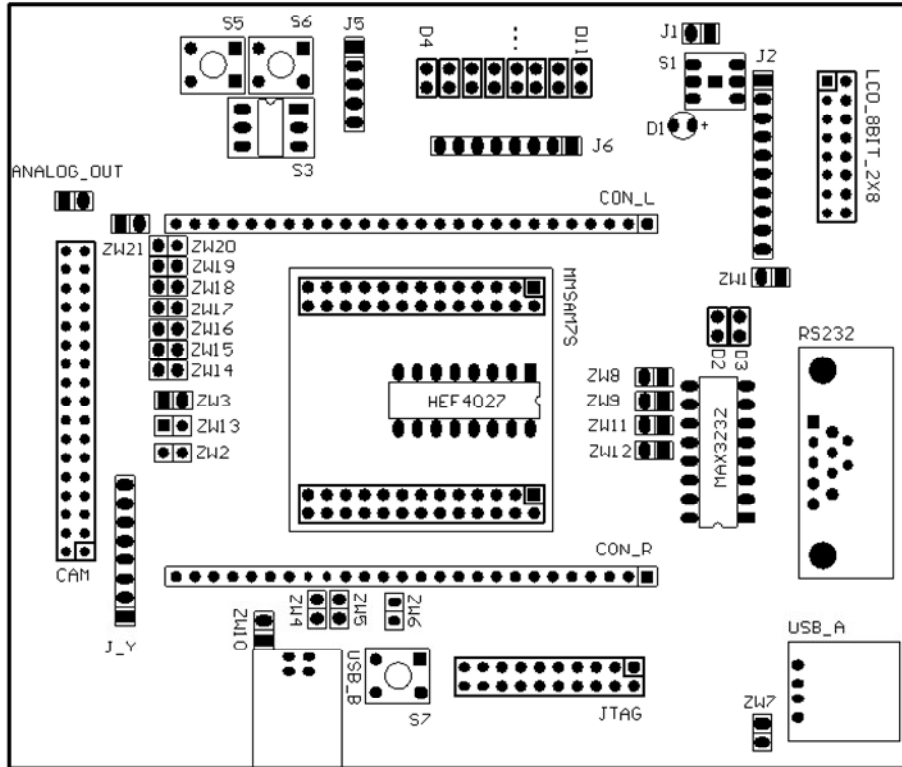 S5
S6
J5
D4
...
D11
J1
S1
J2
D1
+
LCD_8BIT_2X8
S3
J6
ANALOG_OUT
CON_L
ZW21
ZW20
ZW19
ZW18
ZW17
ZW16
ZW15
ZW14
MMSAM7S
ZW1
RS232
D2
D3
ZW3
ZW13
ZW2
HEF4027
ZW8
ZW9
ZW11
ZW12
MAX3232
CAM
CON_R
J_Y
ZW10
ZW4
ZW5
ZW6
USB_B
S7
JTAG
USB_A
ZW7